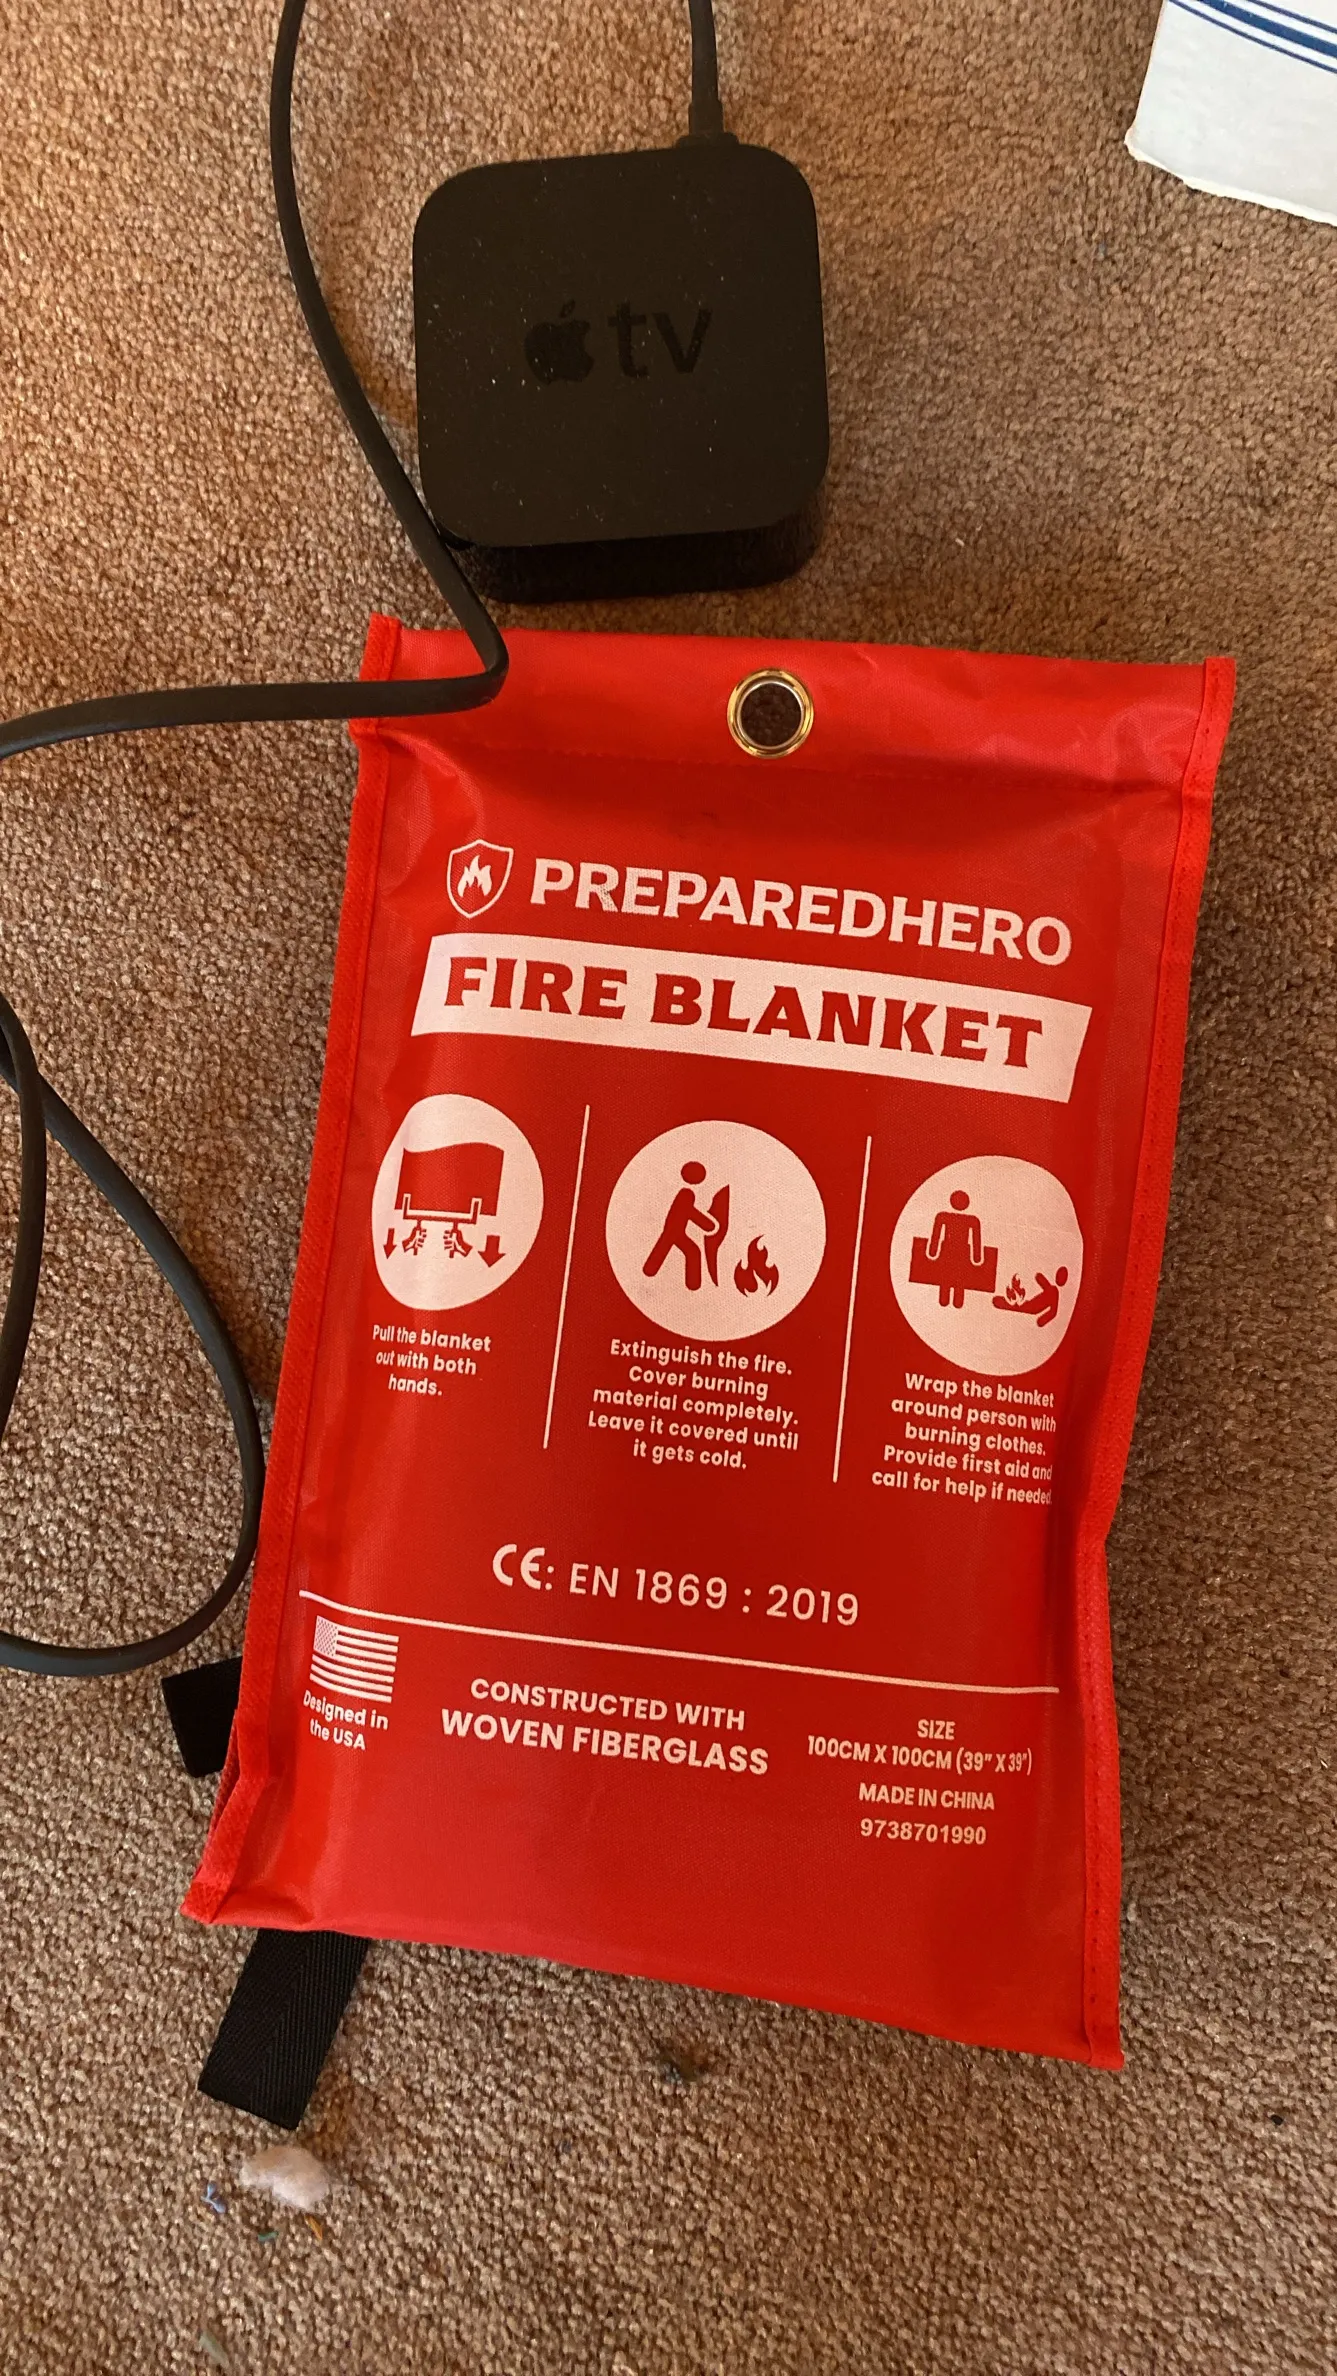 tv
PREPAREDHERO
FIRE BLANKET
Pull the blanket
out with both
hands.
Extinguish the fire.
Cover burning
material completely.
Leave it covered until
it gets cold.
Wrap the blanket
around person with
burning clothes.
Provide first aid and
call for help if needed.
CE: EN 1869 : 2019
Designed in
the USA
CONSTRUCTED WITH
WOVEN FIBERGLASS
SIZE
100CM X 100CM (39" X 39")
MADE IN CHINA
9738701990